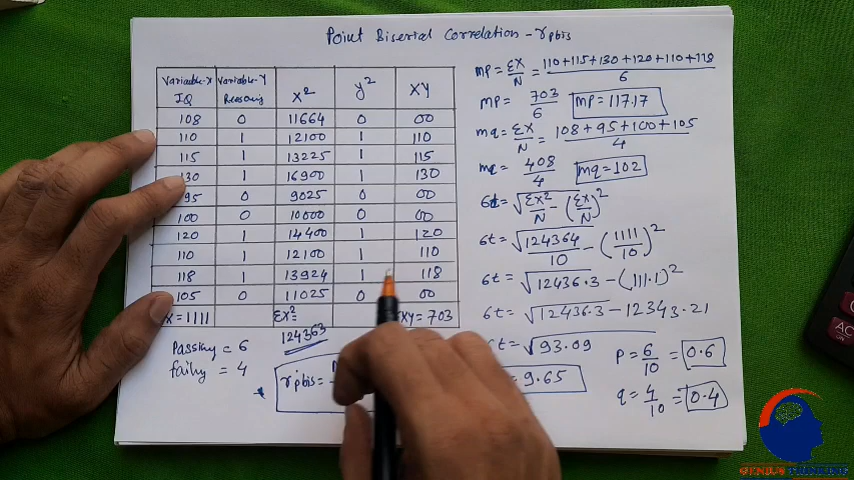 Point Biserial Correlation - rpbis
Variable-X IQ Variable-Y Reasoning X² y² XY
108 0 11664 0 00
110 1 12100 1 110
115 1 13225 1 115
130 1 16900 1 130
95 0 9025 0 00
100 0 10000 0 00
120 1 14400 1 120
110 1 12100 1 110
118 1 13924 1 118
105 0 11025 0 00
X = 1111 ΣX² = 124363 XY = 703
Passing = 6
failing = 4
rpbis =
mp = ΣX/N = 110+115+130+120+110+118/6
mp = 703/6 mp = 117.17
mq = ΣX/N = 108+95+100+105/4
mq = 408/4 mq = 102
6t = √ΣX²/N - (ΣX/N)²
6t = √124364/10 - (1111/10)²
6t = √12436.3 - (111.1)²
6t = √12436.3 - 12343.21
6t = √93.09
= 9.65
P = 6/10 = 0.6
q = 4/10 = 0.4
AC
GENIUS THINKING